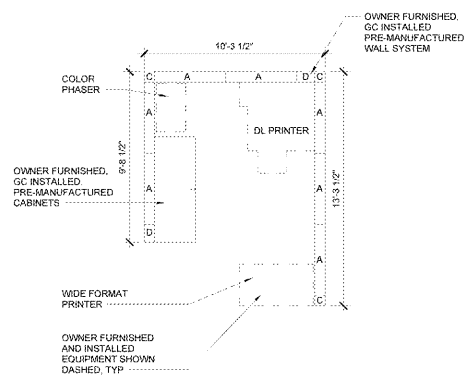 OWNER FURNISHED,
GC INSTALLED
PRE-MANUFACTURED
WALL SYSTEM
10'-3 1/2"
COLOR
PHASER
C A A D C
A
DL PRINTER
A
9'-8 1/2"
OWNER FURNISHED,
GC INSTALLED
PRE-MANUFACTURED
CABINETS
A
A
13'-3 1/2"
D
A
WIDE FORMAT
PRINTER
C
OWNER FURNISHED
AND INSTALLED
EQUIPMENT SHOWN
DASHED, TYP